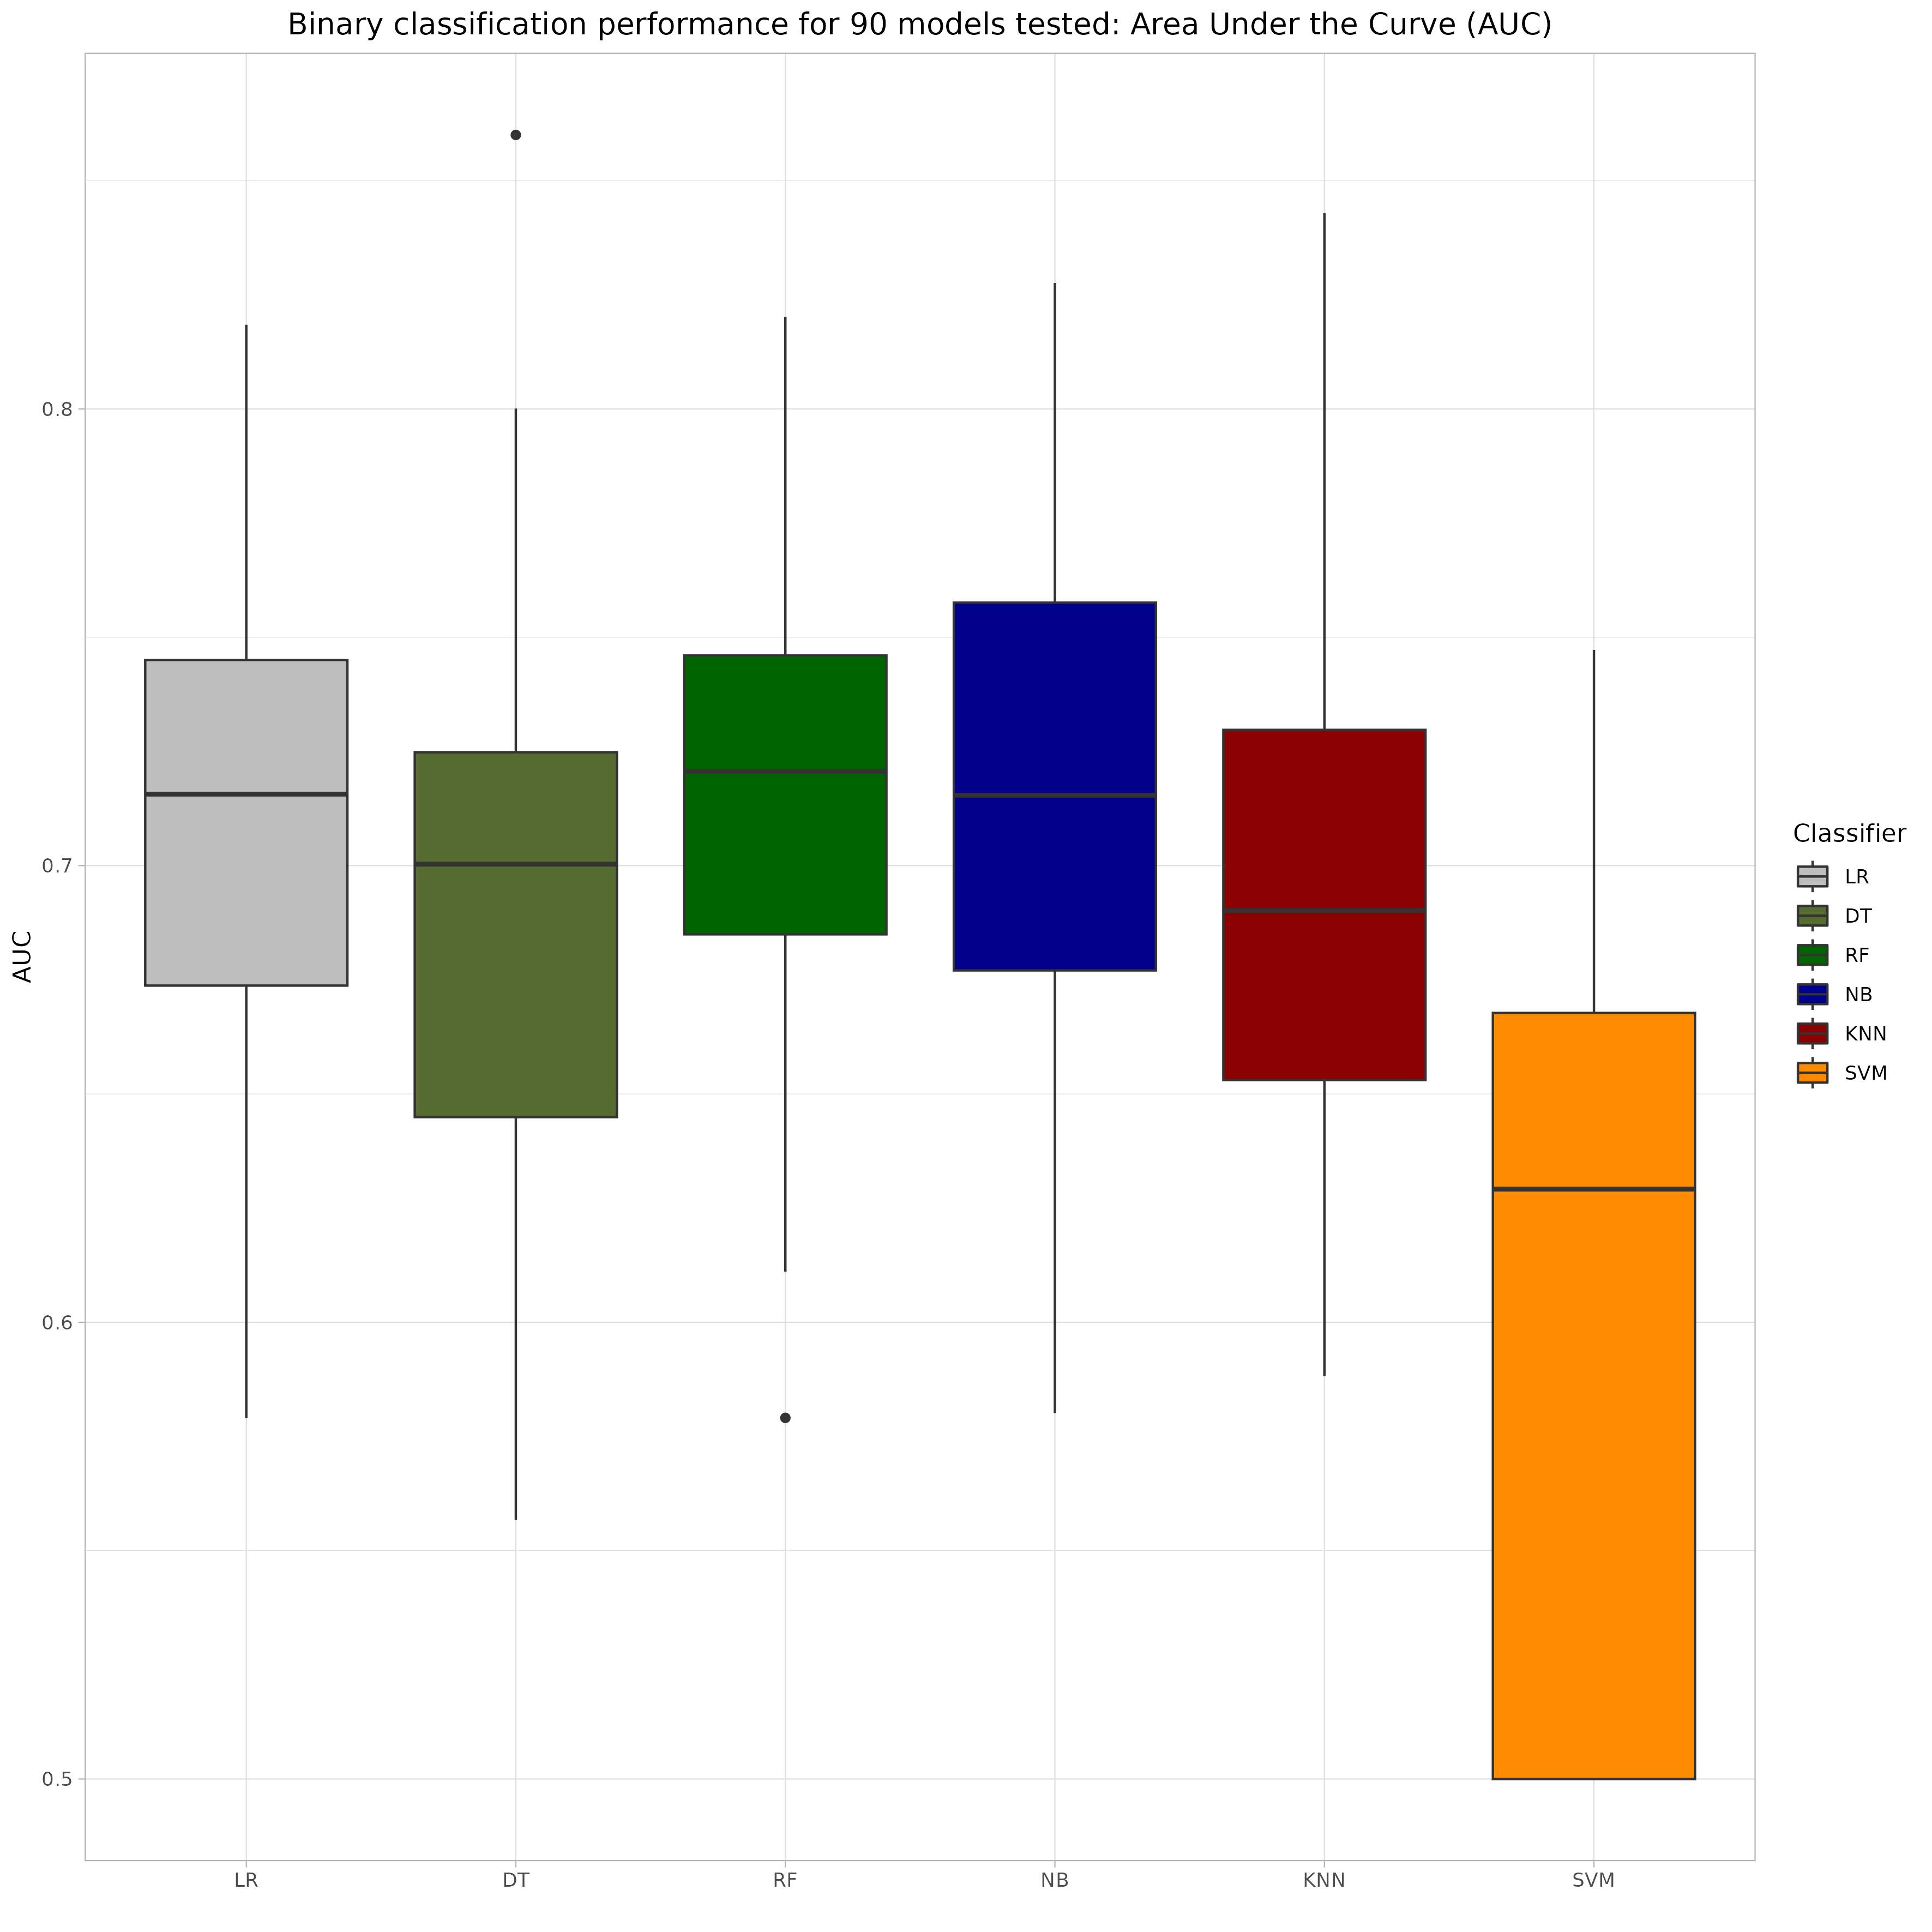 Binary classification performance for 90 models tested: Area Under the Curve (AUC)
AUC
0.8
0.7
0.6
0.5
LR
DT
RF
NB
KNN
SVM
Classifier
LR
DT
RF
NB
KNN
SVM